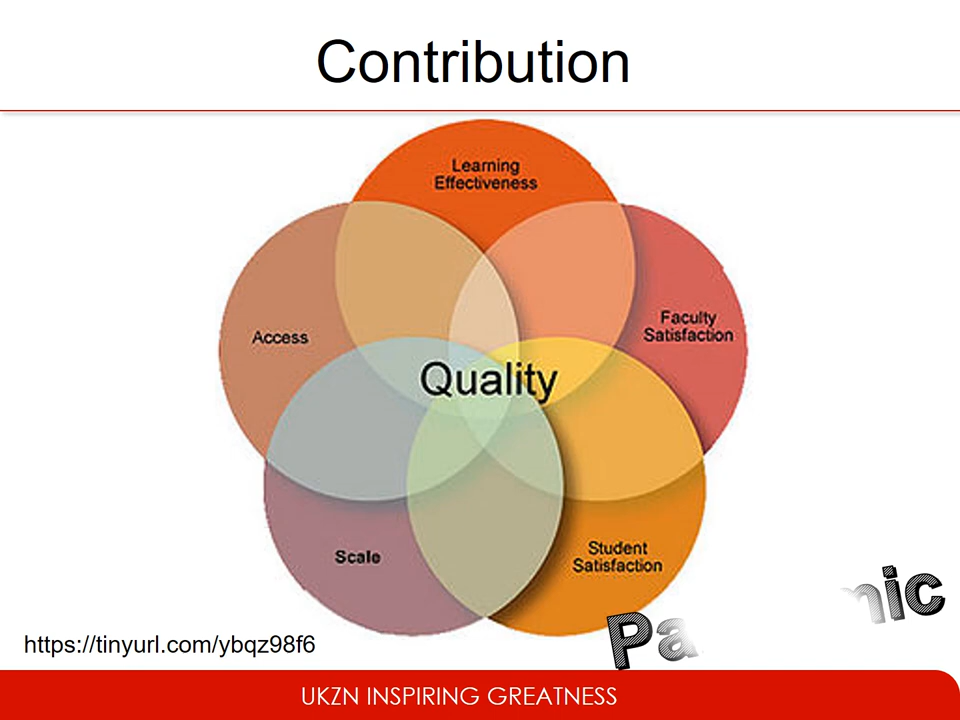 Contribution
Learning
Effectiveness
Faculty
Satisfaction
Access
Quality
Student
Satisfaction
Scale
https://tinyurl.com/ybqz98f6
UKZN INSPIRING GREATNESS